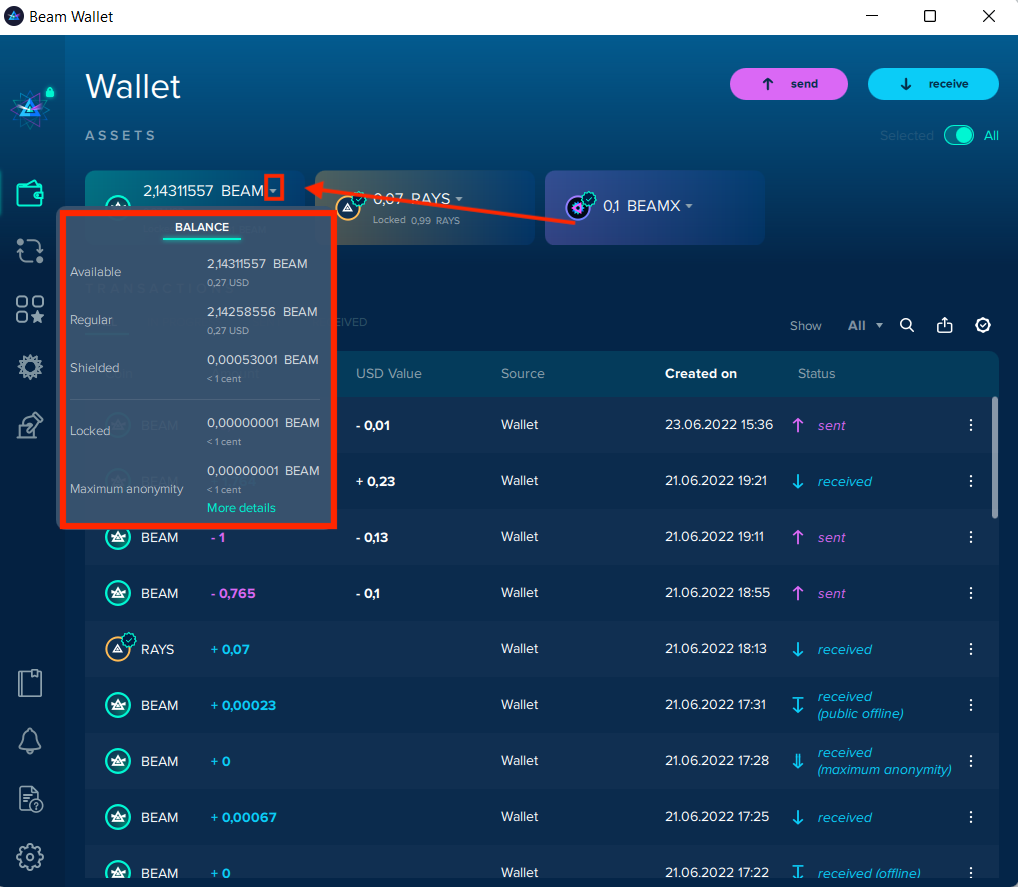 Beam Wallet
Wallet
send
receive
ASSETS
Selected
All
2,14311557 BEAM
0,07 RAYS
Locked 0,99 RAYS
0,1 BEAMX
BALANCE
Available
2,14311557 BEAM
0,27 USD
Regular
2,14258556 BEAM
0,27 USD
Shielded
0,00053001 BEAM
< 1 cent
Locked
0,00000001 BEAM
< 1 cent
Maximum anonymity
0,00000001 BEAM
< 1 cent
More details
Show All
USD Value Source Created on Status
BEAM - 0,01 Wallet 23.06.2022 15:36 sent
BEAM + 0,23 Wallet 21.06.2022 19:21 received
BEAM - 1 - 0,13 Wallet 21.06.2022 19:11 sent
BEAM - 0,765 - 0,1 Wallet 21.06.2022 18:55 sent
RAYS + 0,07 Wallet 21.06.2022 18:13 received
BEAM + 0,00023 Wallet 21.06.2022 17:31 received
(public offline)
BEAM + 0 Wallet 21.06.2022 17:28 received
(maximum anonymity)
BEAM + 0,00067 Wallet 21.06.2022 17:25 received
BEAM + 0 Wallet 21.06.2022 17:22 received (offline)